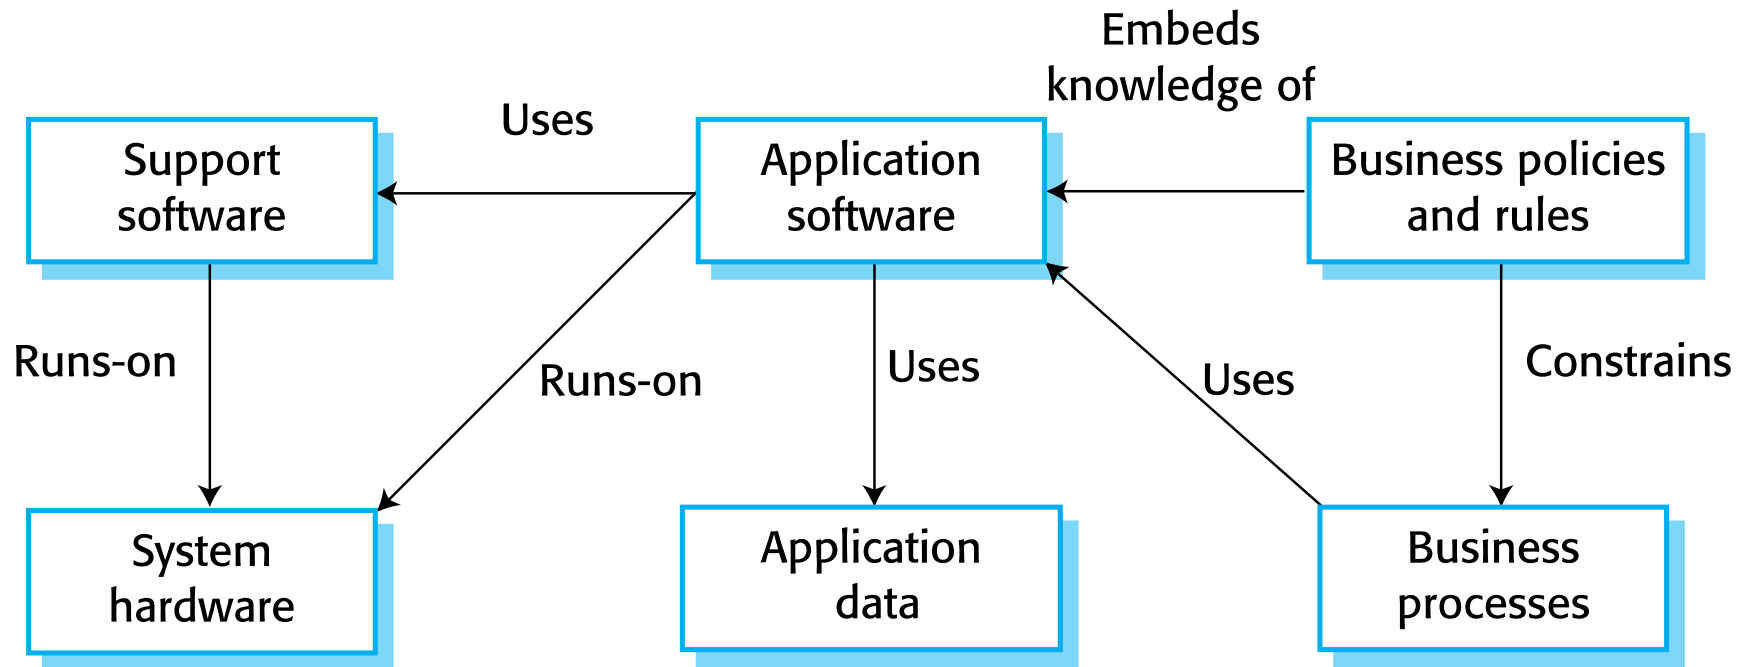 Embeds
knowledge of
Uses
Support
software
Application
software
Business policies
and rules
Runs-on
Runs-on
Uses
Uses
Constrains
System
hardware
Application
data
Business
processes